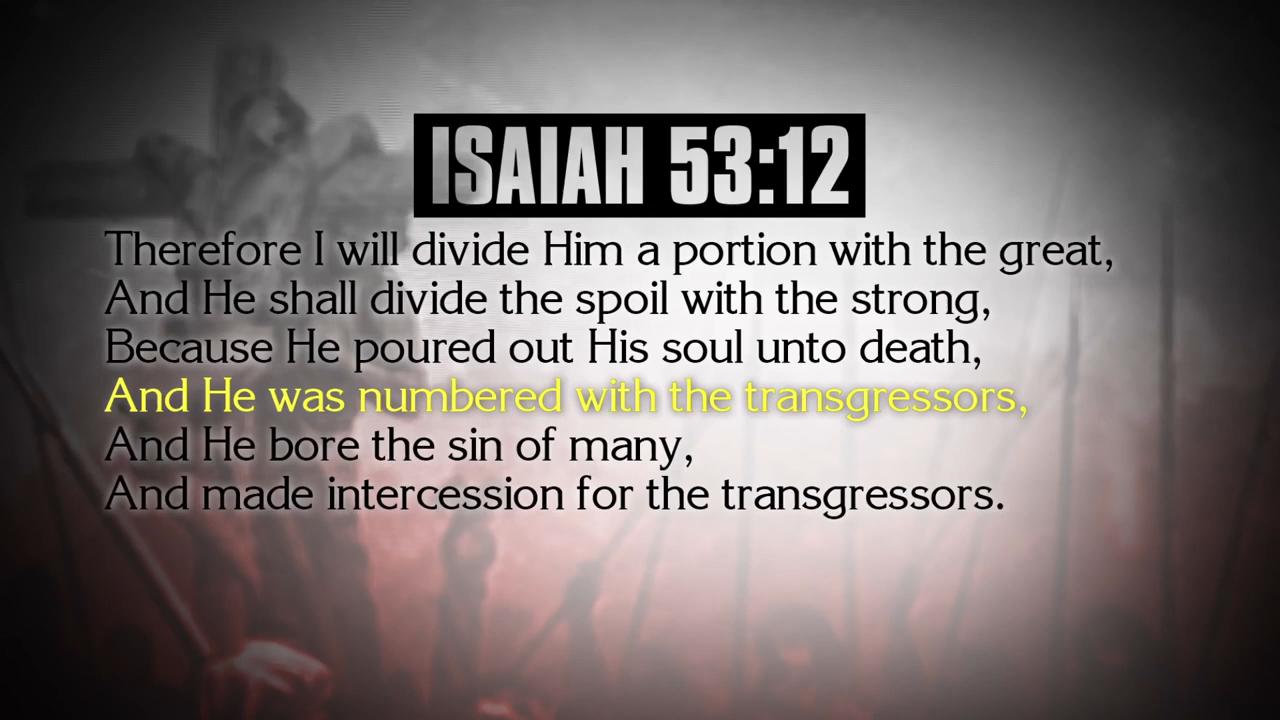 ISAIAH 53:12
Therefore I will divide Him a portion with the great,
And He shall divide the spoil with the strong,
Because He poured out His soul unto death,
And He was numbered with the transgressors,
And He bore the sin of many,
And made intercession for the transgressors.